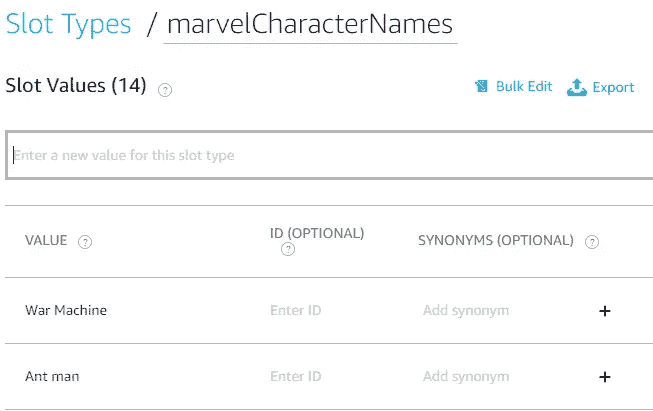 Slot Types / marvelCharacterNames
Slot Values (14) ?
Bulk Edit Export
Enter a new value for this slot type
VALUE ? ID (OPTIONAL) ? SYNONYMS (OPTIONAL) ?
War Machine Enter ID Add synonym +
Ant man Enter ID Add synonym +